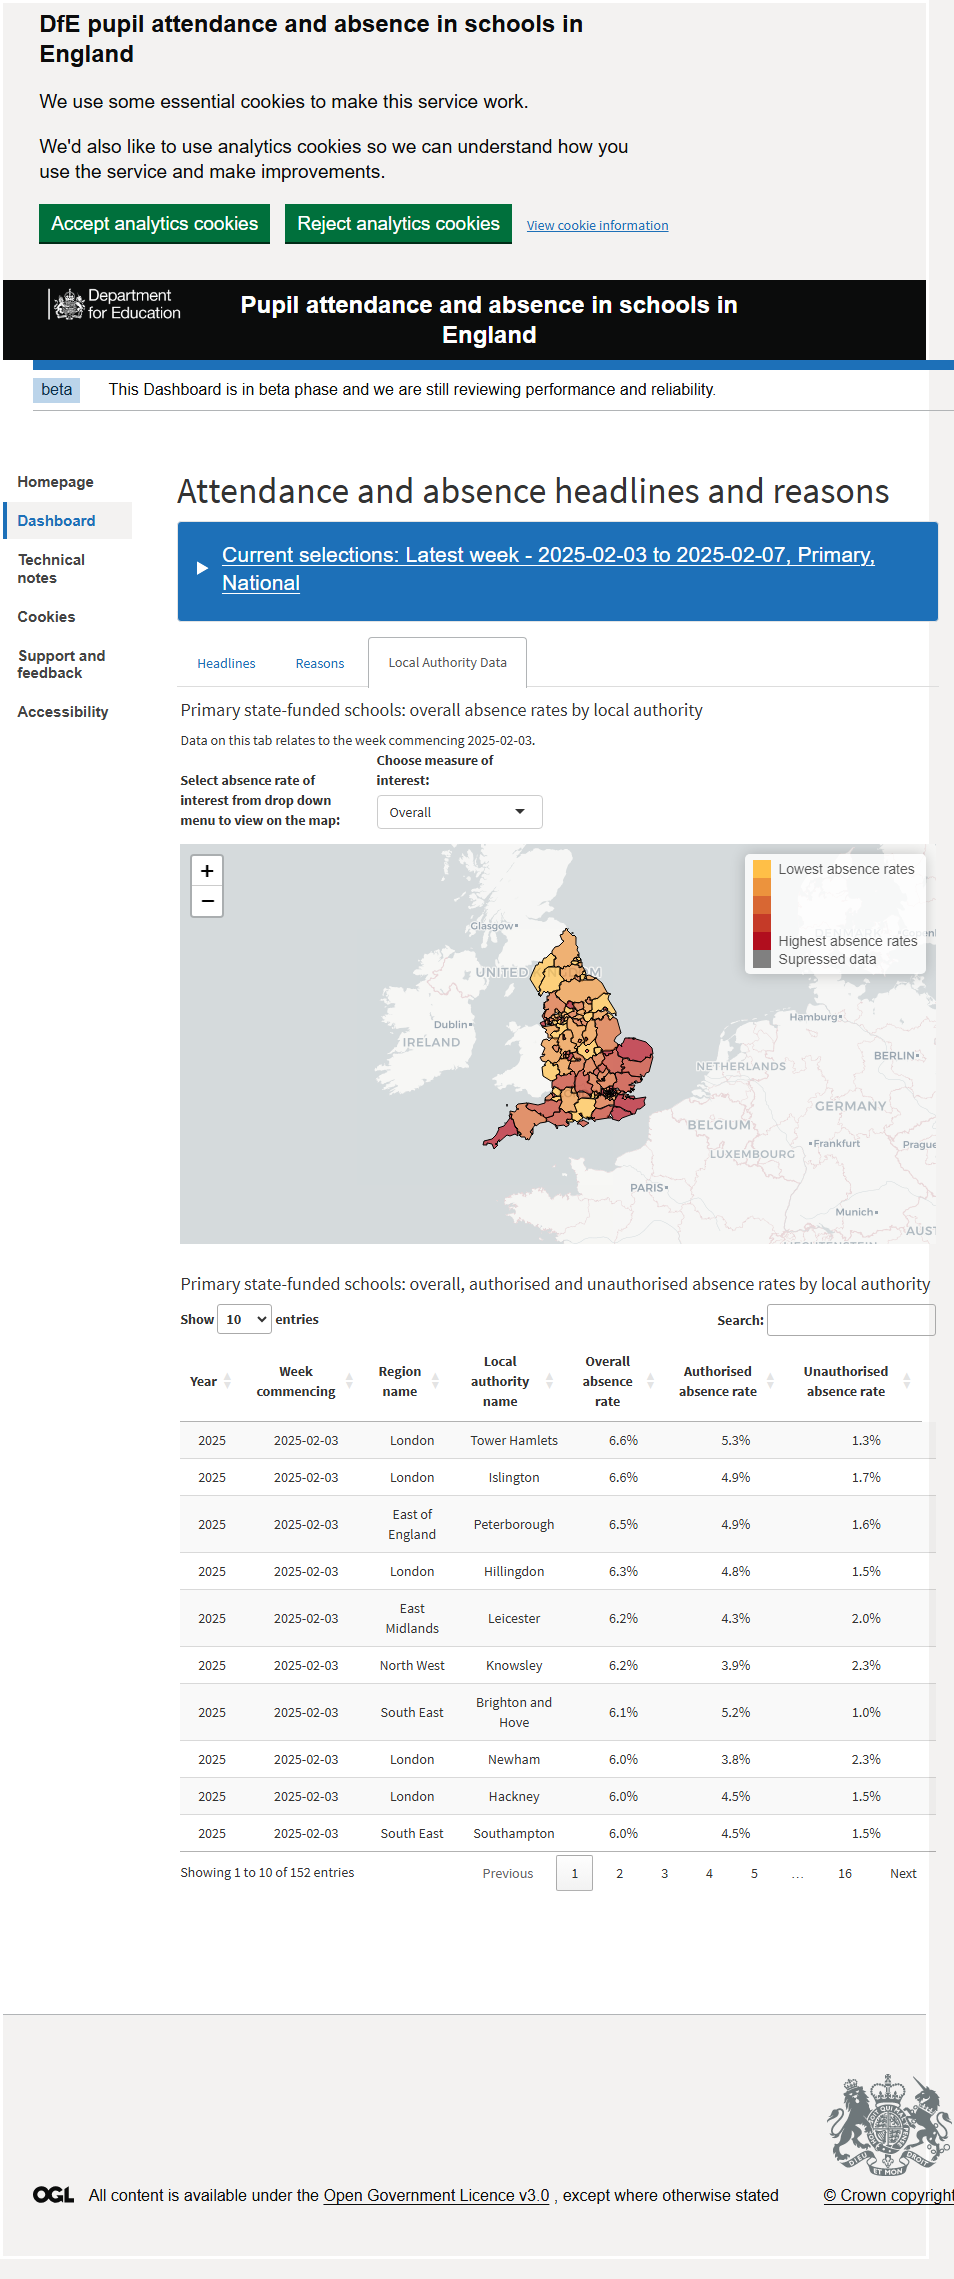 DfE pupil attendance and absence in schools in
England
We use some essential cookies to make this service work.
We'd also like to use analytics cookies so we can understand how you
use the service and make improvements.
Accept analytics cookies Reject analytics cookies View cookie information
Department
for Education
Pupil attendance and absence in schools in
England
beta This Dashboard is in beta phase and we are still reviewing performance and reliability.
Homepage
Dashboard
Technical
notes
Cookies
Support and
feedback
Accessibility
Attendance and absence headlines and reasons
Current selections: Latest week - 2025-02-03 to 2025-02-07, Primary,
National
Headlines Reasons Local Authority Data
Primary state-funded schools: overall absence rates by local authority
Data on this tab relates to the week commencing 2025-02-03.
Select absence rate of
interest from drop down
menu to view on the map:
Choose measure of
interest:
Overall
+
−
Lowest absence rates
Highest absence rates
Supressed data
Glasgow
UNITED KINGDOM
DENMARK
Dublin
IRELAND
Hamburg
BERLIN
NETHERLANDS
GERMANY
BELGIUM
Frankfurt
Prague
LUXEMBOURG
PARIS
Munich
Primary state-funded schools: overall, authorised and unauthorised absence rates by local authority
Show 10 entries Search:
Year Week commencing Region name Local authority name Overall absence rate Authorised absence rate Unauthorised absence rate
2025 2025-02-03 London Tower Hamlets 6.6% 5.3% 1.3%
2025 2025-02-03 London Islington 6.6% 4.9% 1.7%
2025 2025-02-03 East of England Peterborough 6.5% 4.9% 1.6%
2025 2025-02-03 London Hillingdon 6.3% 4.8% 1.5%
2025 2025-02-03 East Midlands Leicester 6.2% 4.3% 2.0%
2025 2025-02-03 North West Knowsley 6.2% 3.9% 2.3%
2025 2025-02-03 South East Brighton and Hove 6.1% 5.2% 1.0%
2025 2025-02-03 London Newham 6.0% 3.8% 2.3%
2025 2025-02-03 London Hackney 6.0% 4.5% 1.5%
2025 2025-02-03 South East Southampton 6.0% 4.5% 1.5%
Showing 1 to 10 of 152 entries Previous 1 2 3 4 5 … 16 Next
OGL All content is available under the Open Government Licence v3.0 , except where otherwise stated
© Crown copyright